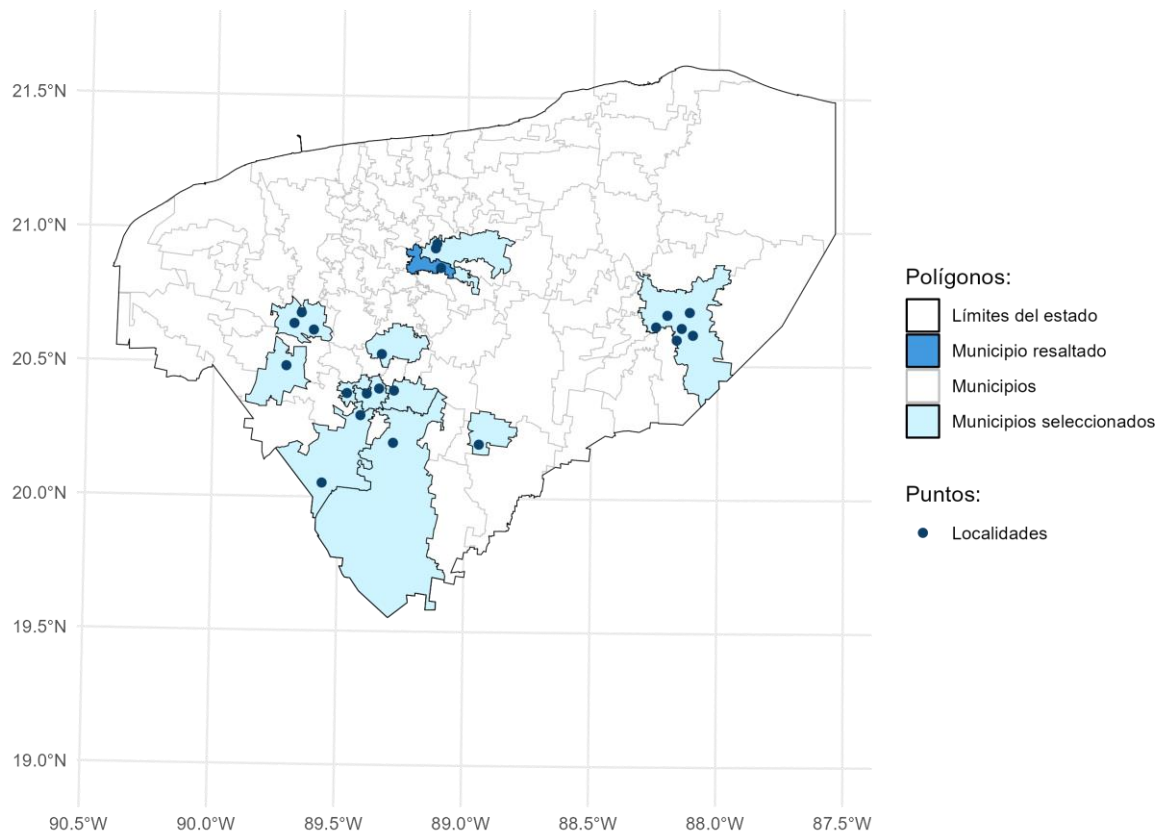 21.5°N
21.0°N
20.5°N
20.0°N
19.5°N
19.0°N
90.5°W
90.0°W
89.5°W
89.0°W
88.5°W
88.0°W
87.5°W
Polígonos:
Límites del estado
Municipio resaltado
Municipios
Municipios seleccionados
Puntos:
Localidades